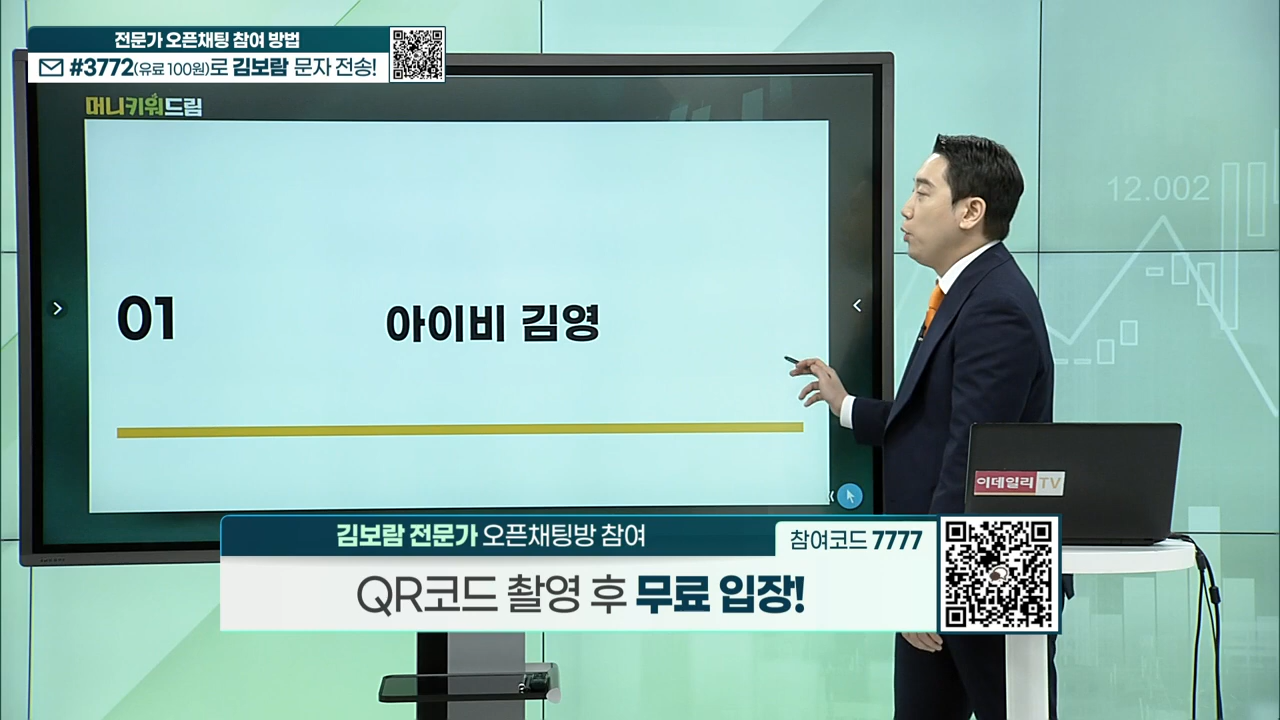 전문가 오픈채팅 참여 방법
#3772(유료 100원)로 김보람 문자 전송!
머니키워드림
12.002
01 아이비 김영
이데일리 TV
김보람 전문가 오픈채팅방 참여
참여코드 7777
QR코드 촬영 후 무료 입장!